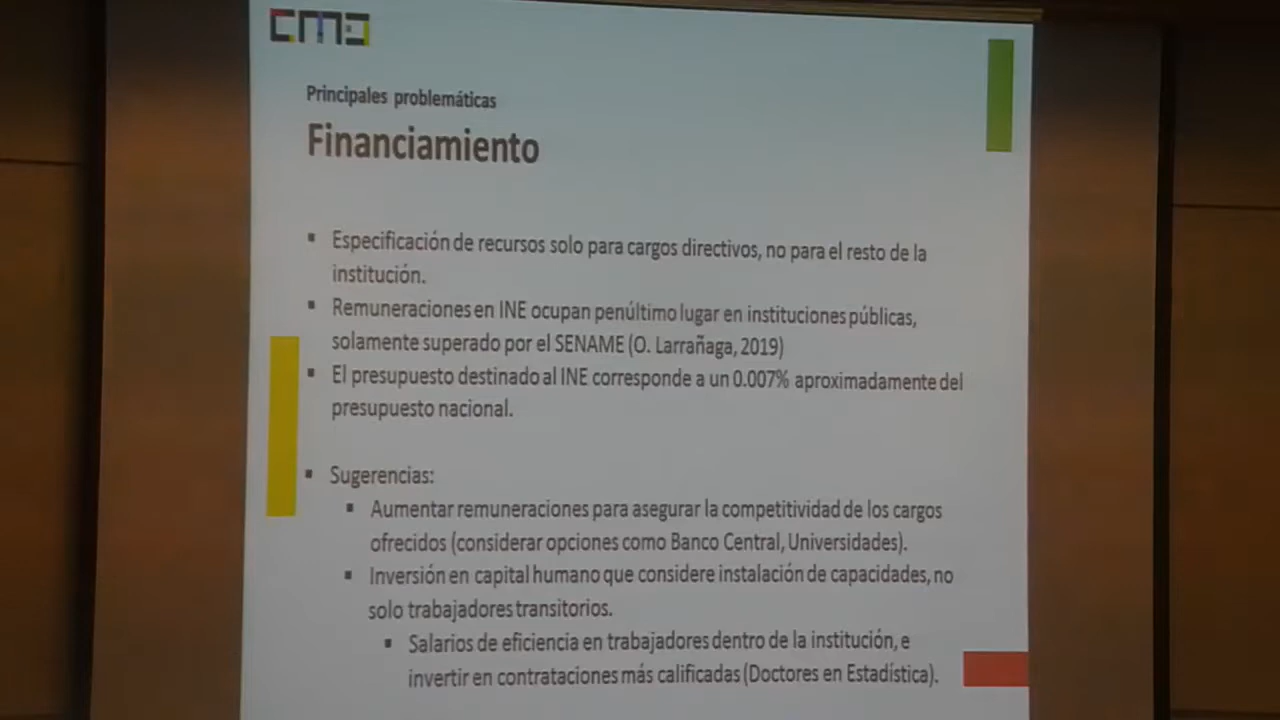 cmd
Principales problemáticas
Financiamiento
▪ Especificación de recursos solo para cargos directivos, no para el resto de la
institución.
▪ Remuneraciones en INE ocupan penúltimo lugar en instituciones públicas,
solamente superado por el SENAME (O. Larrañaga, 2019)
▪ El presupuesto destinado al INE corresponde a un 0.007% aproximadamente del
presupuesto nacional.
▪ Sugerencias:
▪ Aumentar remuneraciones para asegurar la competitividad de los cargos
ofrecidos (considerar opciones como Banco Central, Universidades).
▪ Inversión en capital humano que considere instalación de capacidades, no
solo trabajadores transitorios.
▪ Salarios de eficiencia en trabajadores dentro de la institución, e
invertir en contrataciones más calificadas (Doctores en Estadística).